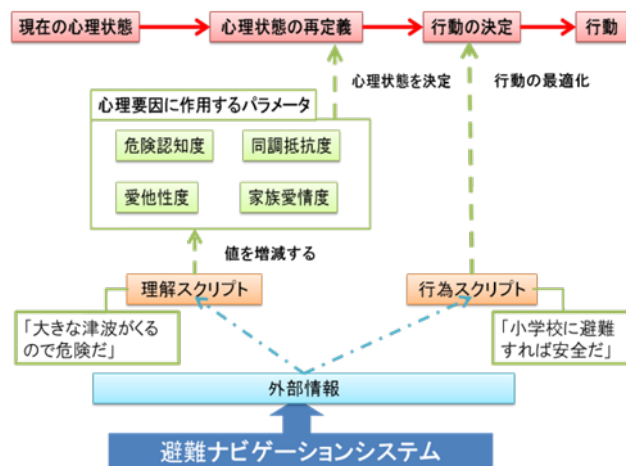 現在の心理状態
心理状態の再定義
行動の決定
行動
心理状態を決定
行動の最適化
心理要因に作用するパラメータ
危険認知度
同調抵抗度
愛他性度
家族愛情度
値を増減する
理解スクリプト
行為スクリプト
「大きな津波がくる
ので危険だ」
「小学校に避難
すれば安全だ」
外部情報
避難ナビゲーションシステム